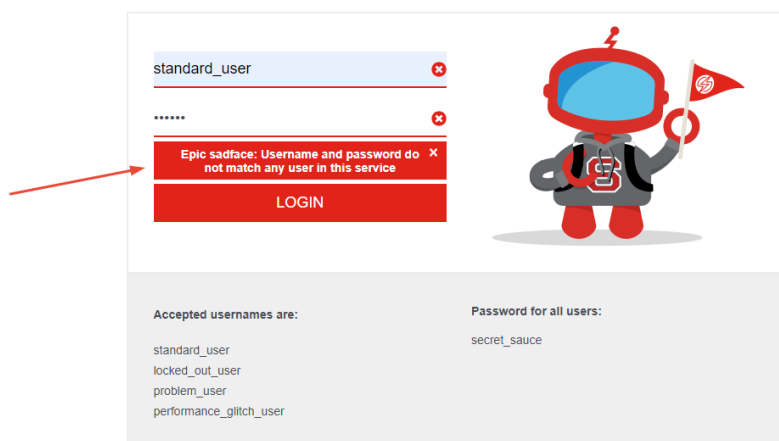 standard_user
••••••
Epic sadface: Username and password do
not match any user in this service
LOGIN
Accepted usernames are:
standard_user
locked_out_user
problem_user
performance_glitch_user
Password for all users:
secret_sauce